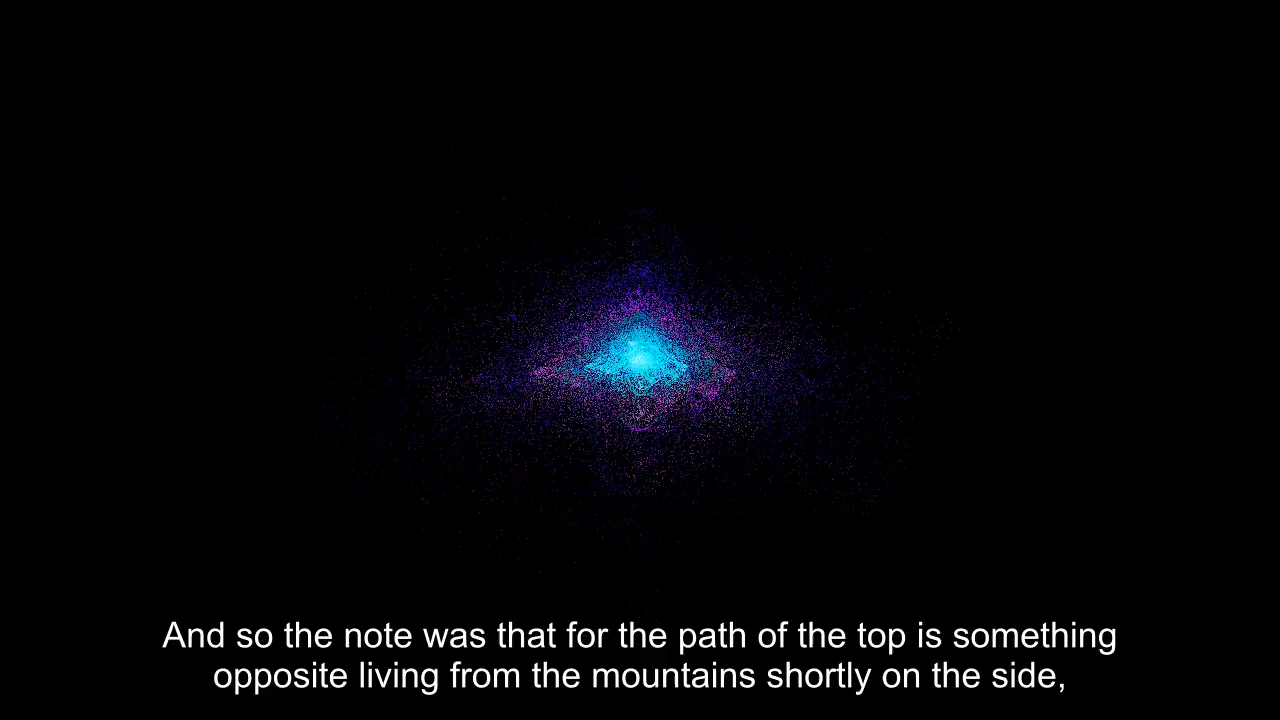 And so the note was that for the path of the top is something
opposite living from the mountains shortly on the side,